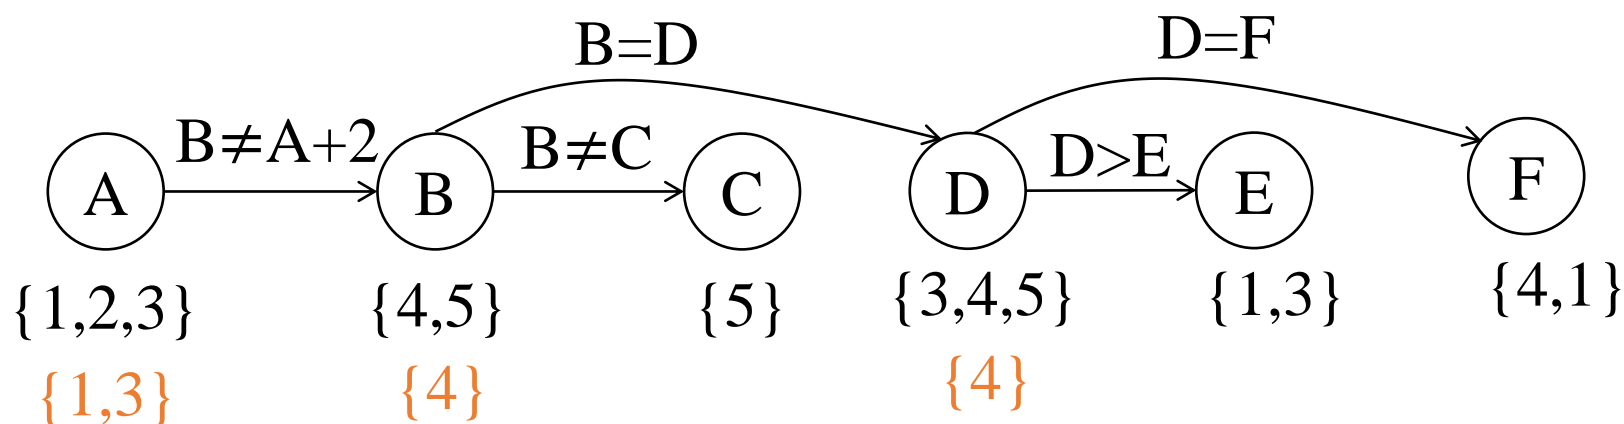 B=D
D=F
B≠A+2
B≠C
D>E
A
B
C
D
E
F
{1,2,3}
{4,5}
{5}
{3,4,5}
{1,3}
{4,1}
{1,3}
{4}
{4}